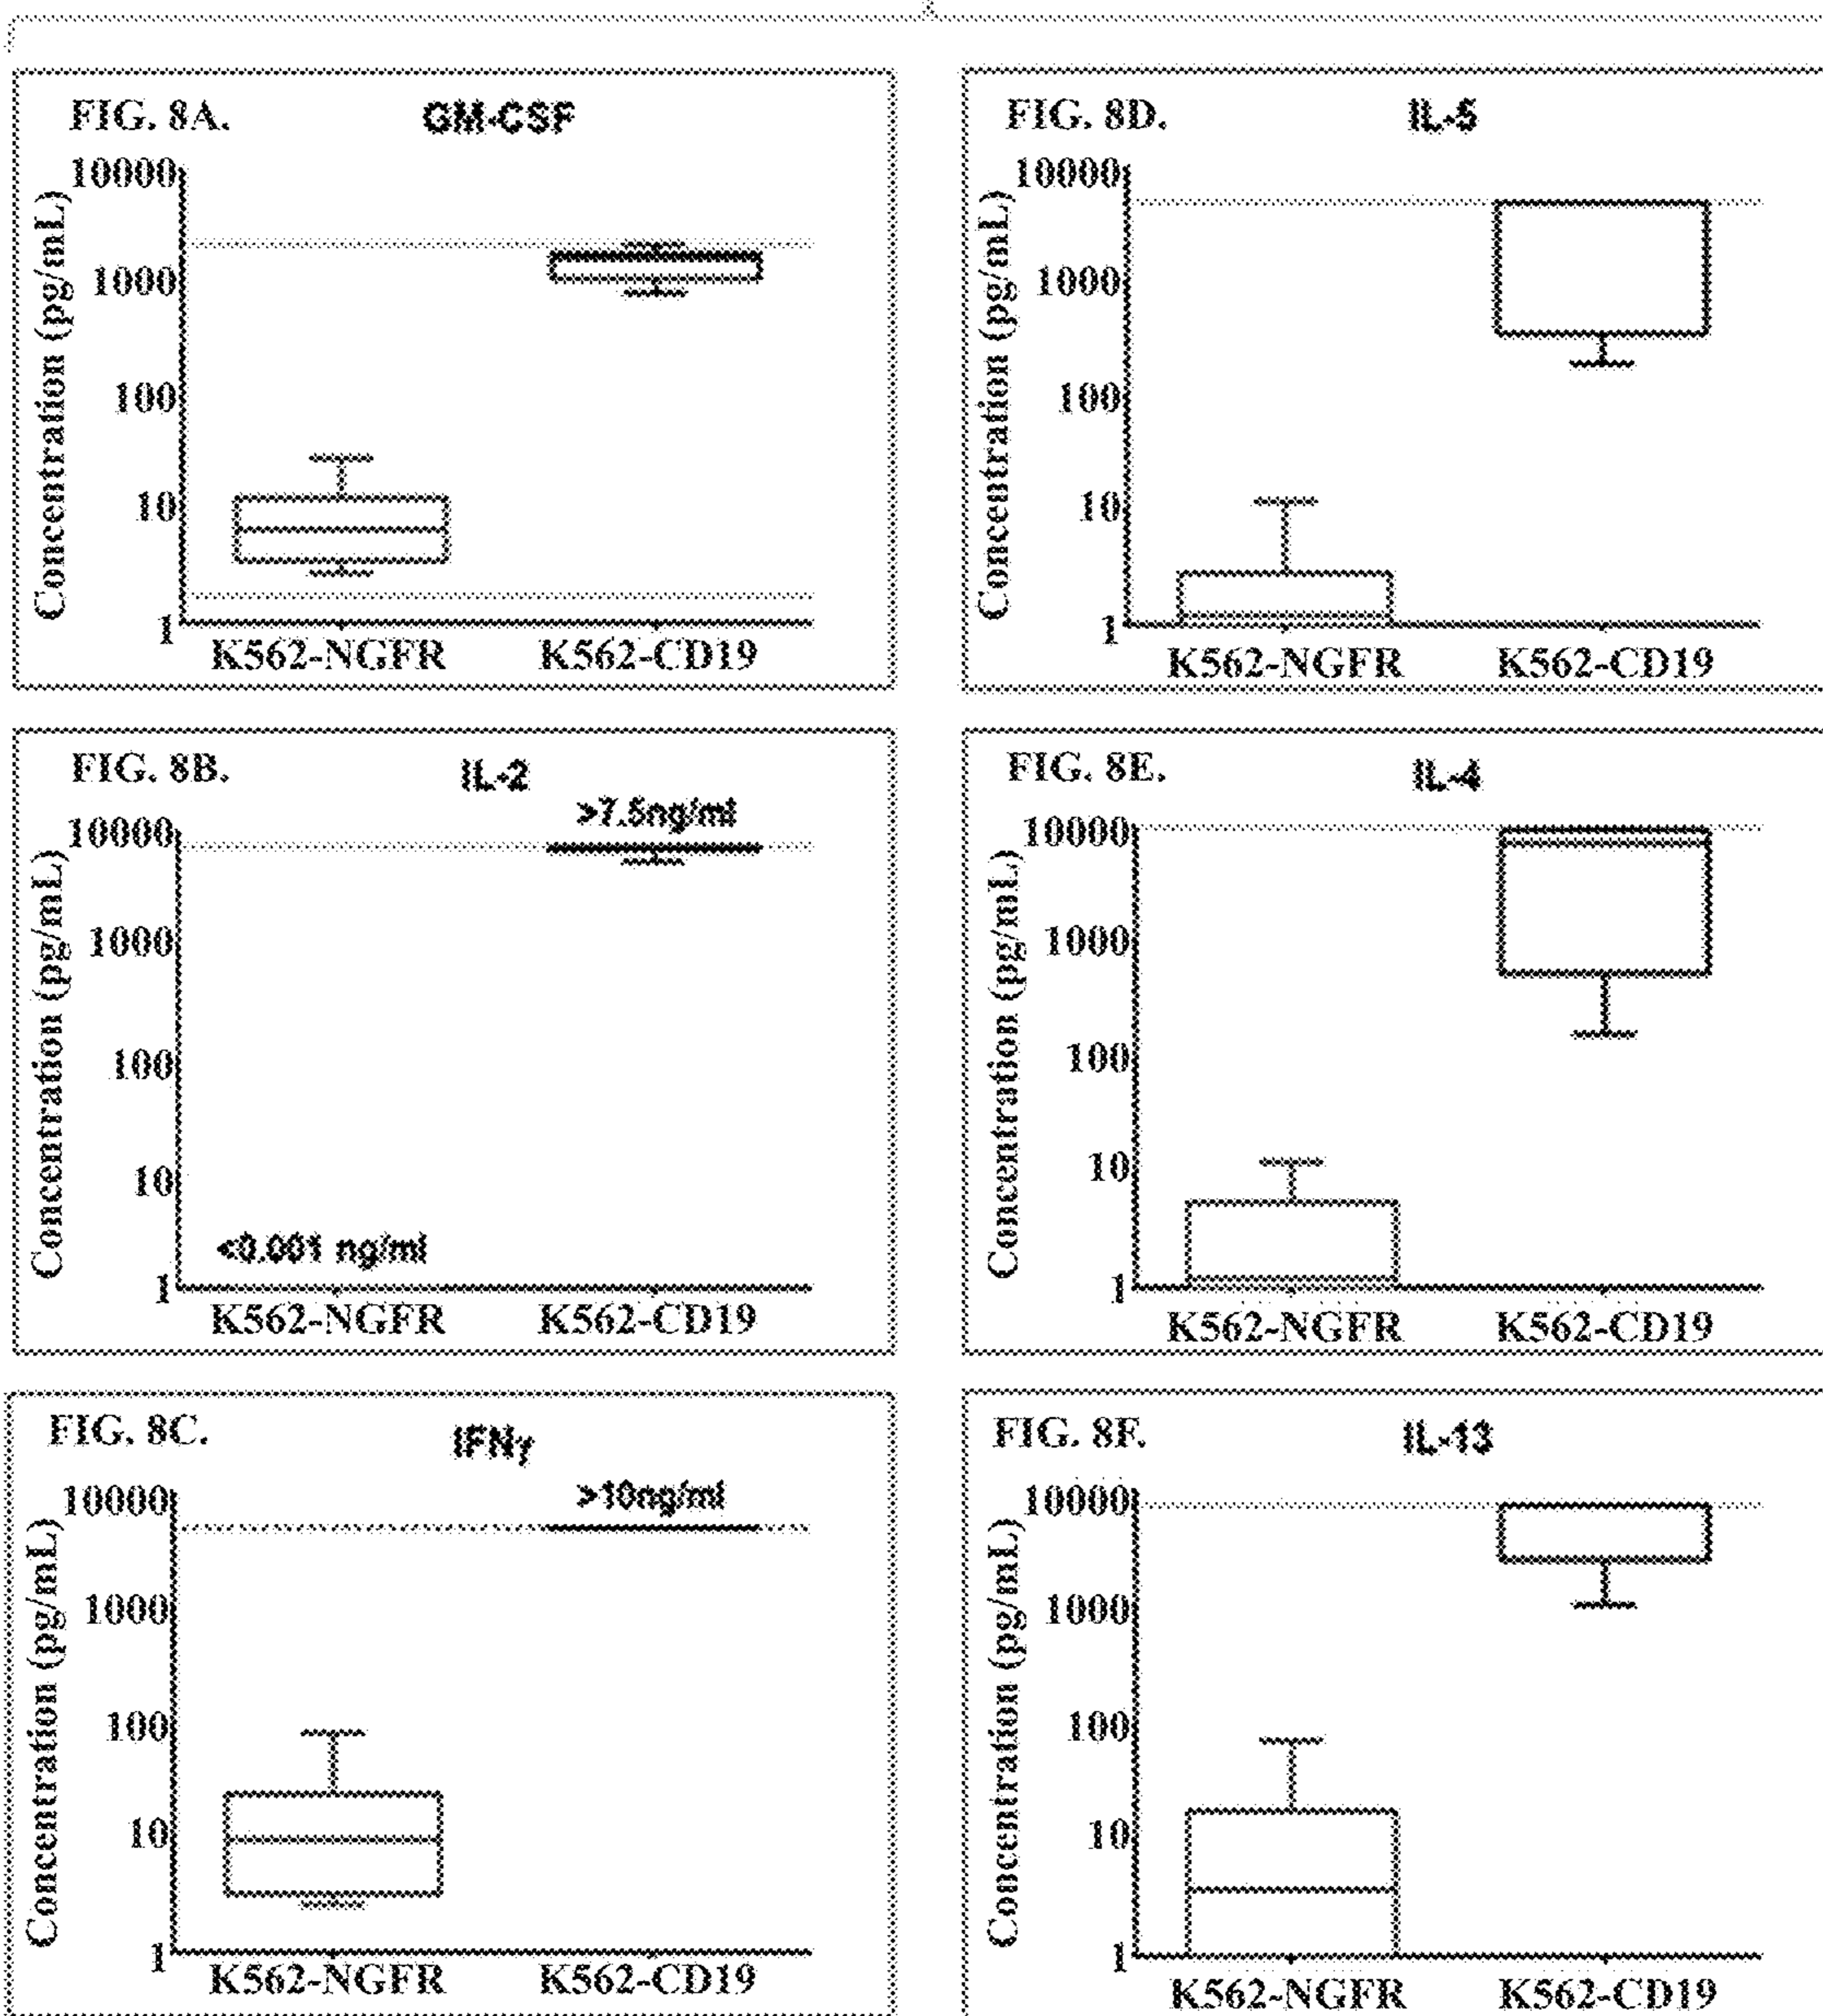 FIG. 8A. GM-CSF
Concentration (pg/mL)
10000
1000
100
10
1
K562-NGFR K562-CD19
FIG. 8B. IL-2
Concentration (pg/mL)
10000
1000
100
10
1
>7.5ng/ml
<0.001 ng/ml
K562-NGFR K562-CD19
FIG. 8C. IFNγ
Concentration (pg/mL)
10000
1000
100
10
1
>10ng/ml
K562-NGFR K562-CD19
FIG. 8D. IL-5
Concentration (pg/mL)
10000
1000
100
10
1
K562-NGFR K562-CD19
FIG. 8E. IL-4
Concentration (pg/mL)
10000
1000
100
10
1
K562-NGFR K562-CD19
FIG. 8F. IL-13
Concentration (pg/mL)
10000
1000
100
10
1
K562-NGFR K562-CD19